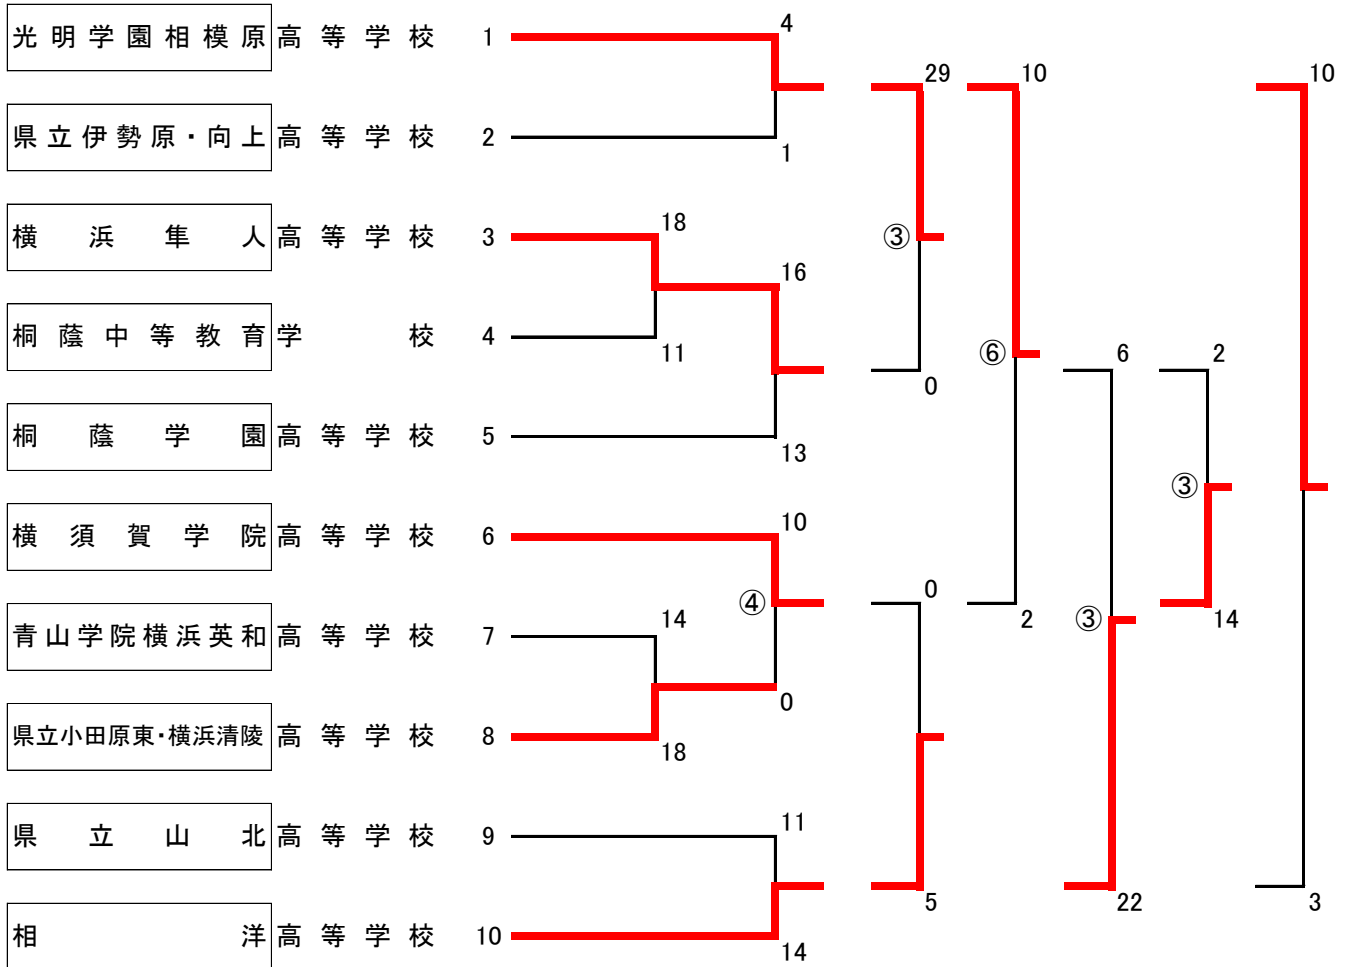 4
光明学園相模原高等学校 1
29 10 10
県立伊勢原・向上高等学校 2
1
18
横浜隼人高等学校 3
③
16
桐蔭中等教育学校 4
11
⑥ 6 2
0
桐蔭学園高等学校 5
13
③
10
横須賀学院高等学校 6
0
④
14 2 ③ 14
青山学院横浜英和高等学校 7
0
県立小田原東・横浜清陵高等学校 8
18
11
県立山北高等学校 9
5 22 3
相洋高等学校 10
14